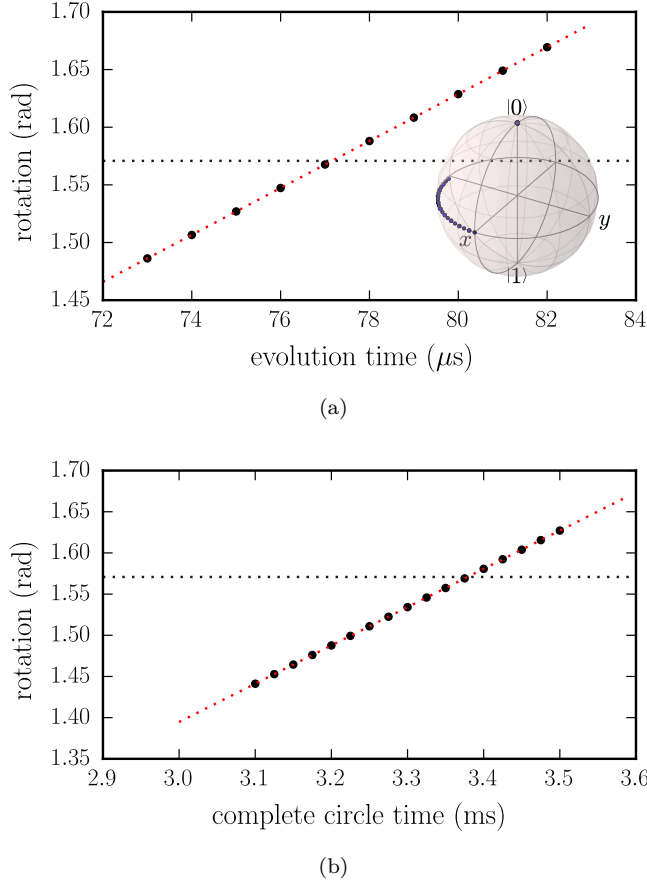 1.70
1.65
1.60
1.55
1.50
1.45
rotation (rad)
|0⟩
y
x
|1⟩
72 74 76 78 80 82 84
evolution time (μs)
(a)
1.70
1.65
1.60
1.55
1.50
1.45
1.40
1.35
rotation (rad)
2.9 3.0 3.1 3.2 3.3 3.4 3.5 3.6
complete circle time (ms)
(b)